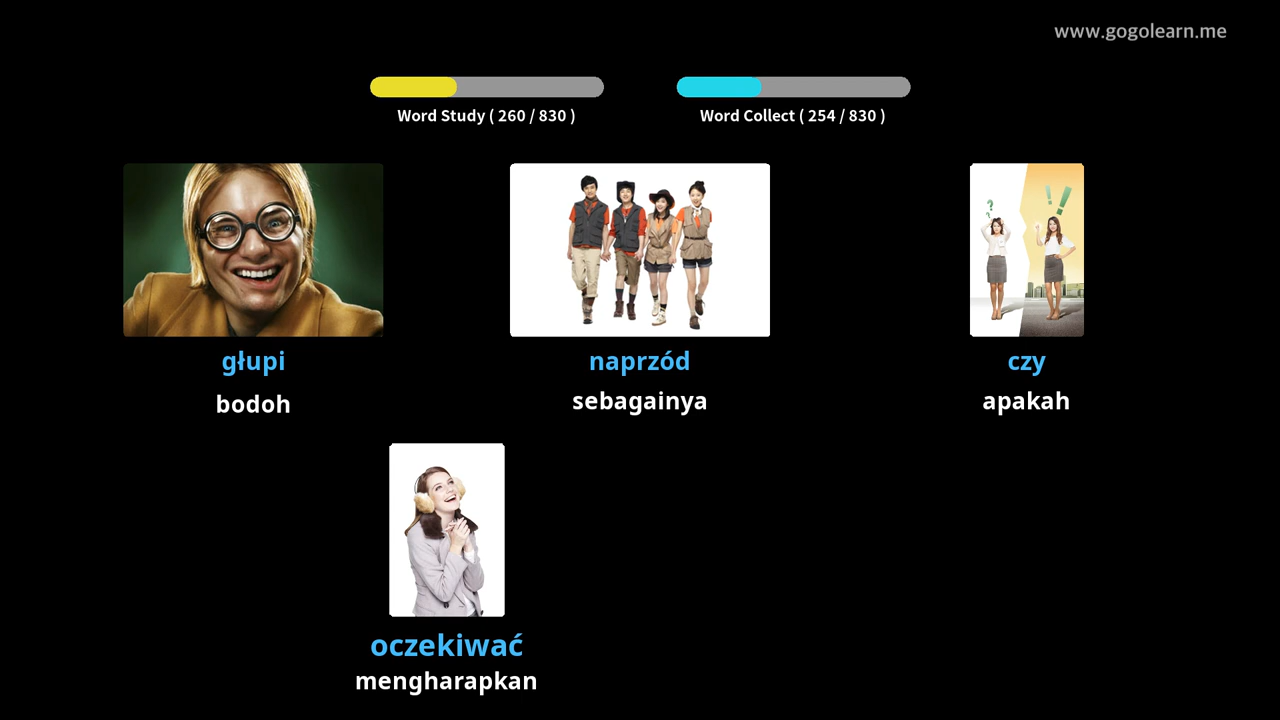 www.gogolearn.me
Word Study ( 260 / 830 )
Word Collect ( 254 / 830 )
głupi
naprzód
czy
bodoh
sebagainya
apakah
oczekiwać
mengharapkan